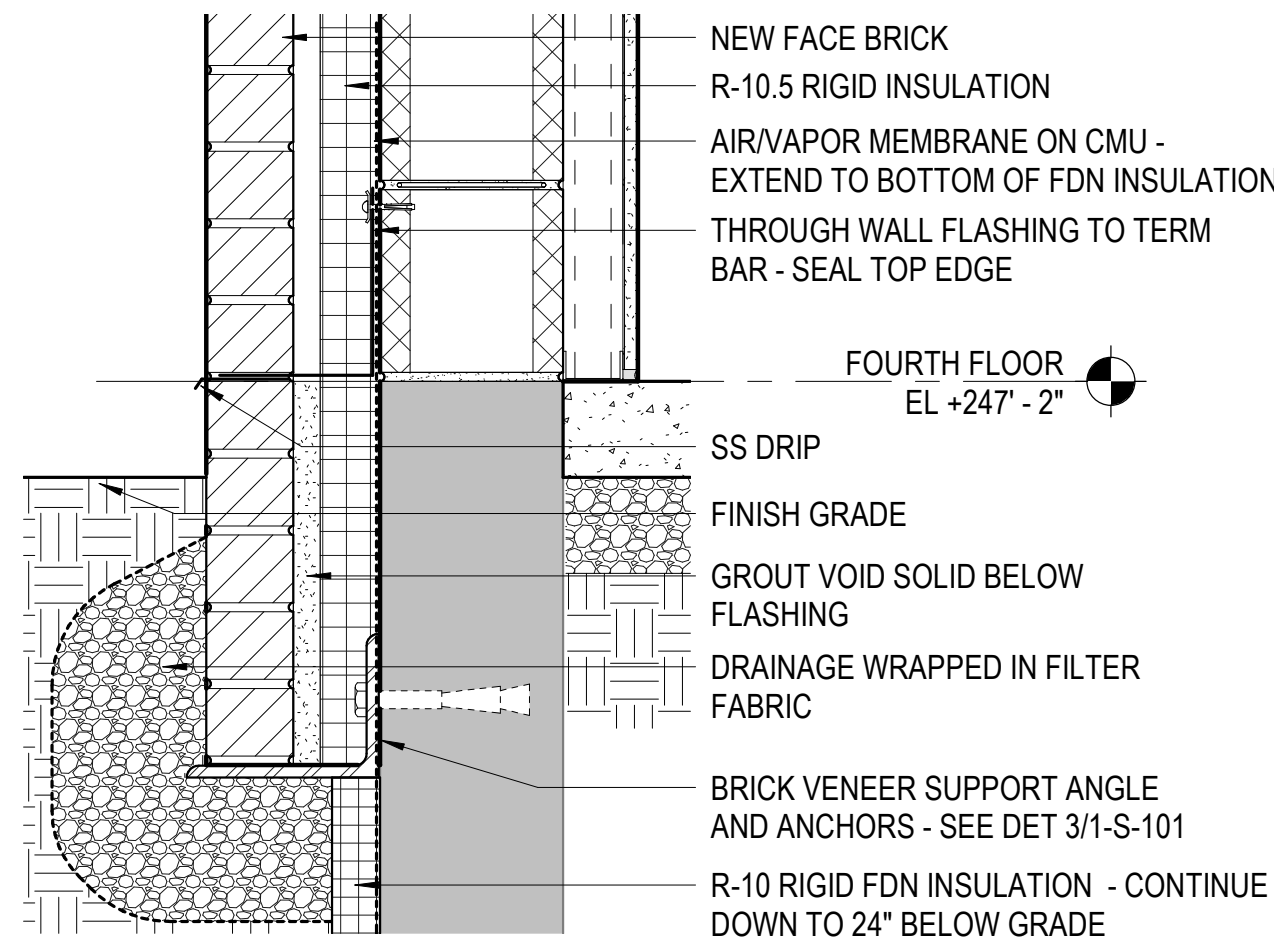 NEW FACE BRICK
R-10.5 RIGID INSULATION
AIR/VAPOR MEMBRANE ON CMU -
EXTEND TO BOTTOM OF FDN INSULATION
THROUGH WALL FLASHING TO TERM
BAR - SEAL TOP EDGE
FOURTH FLOOR
EL +247' - 2"
SS DRIP
FINISH GRADE
GROUT VOID SOLID BELOW
FLASHING
DRAINAGE WRAPPED IN FILTER
FABRIC
BRICK VENEER SUPPORT ANGLE
AND ANCHORS - SEE DET 3/1-S-101
R-10 RIGID FDN INSULATION - CONTINUE
DOWN TO 24" BELOW GRADE